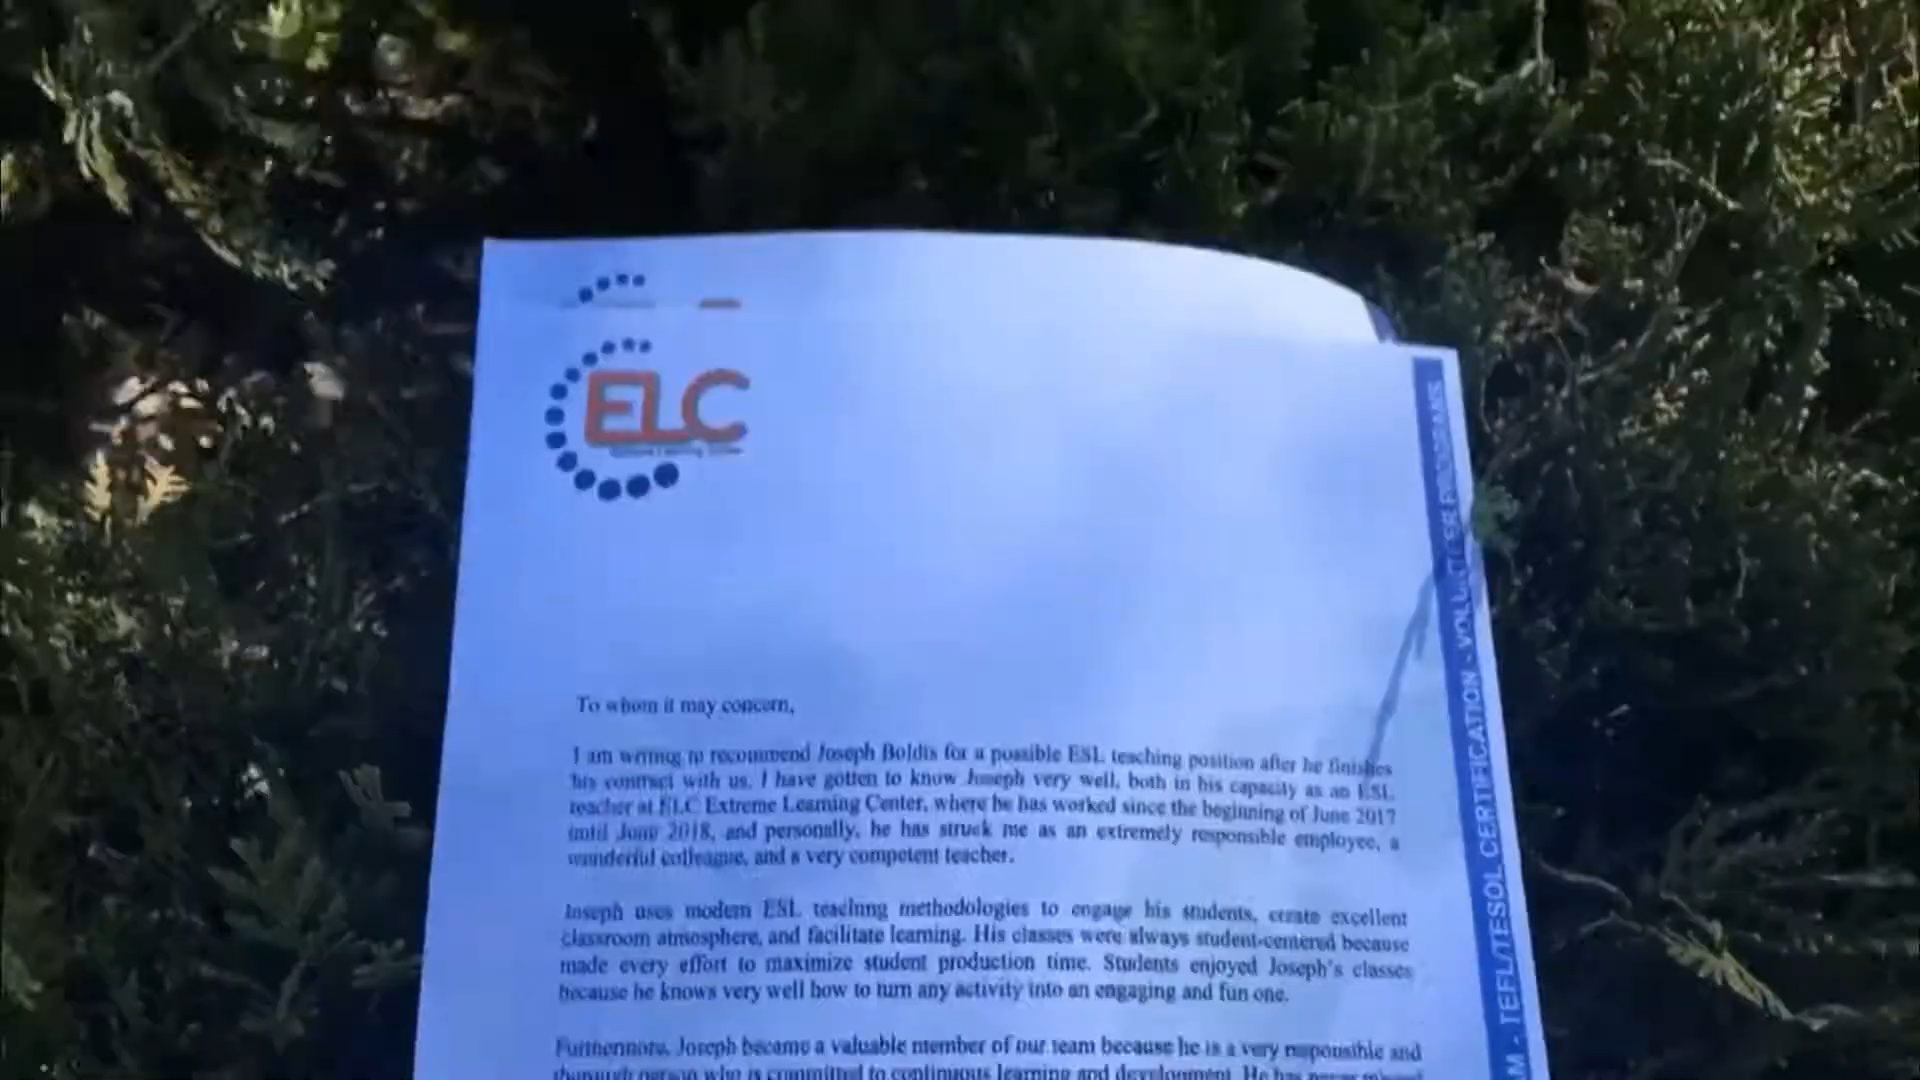 ELC
To whom it may concern,
I am writing to recommend Joseph Boldis for a possible ESL teaching position after he finishes
his contract with us. I have gotten to know Joseph very well, both in his capacity as an ESL
teacher at ELC Extreme Learning Center, where he has worked since the beginning of June 2017
until June 2018, and personally, he has struck me as an extremely responsible employee, a
wonderful colleague, and a very competent teacher.
Joseph uses modern ESL teaching methodologies to engage his students, create excellent
classroom atmosphere, and facilitate learning. His classes were always student-centered because
made every effort to maximize student production time. Students enjoyed Joseph's classes
because he knows very well how to turn any activity into an engaging and fun one.
Furthermore, Joseph became a valuable member of our team because he is a very responsible and
thorough person who is committed to continuous learning and development. He has never missed
M - TEFL/TESOL CERTIFICATION - VOLUNTEER PROGRAMS